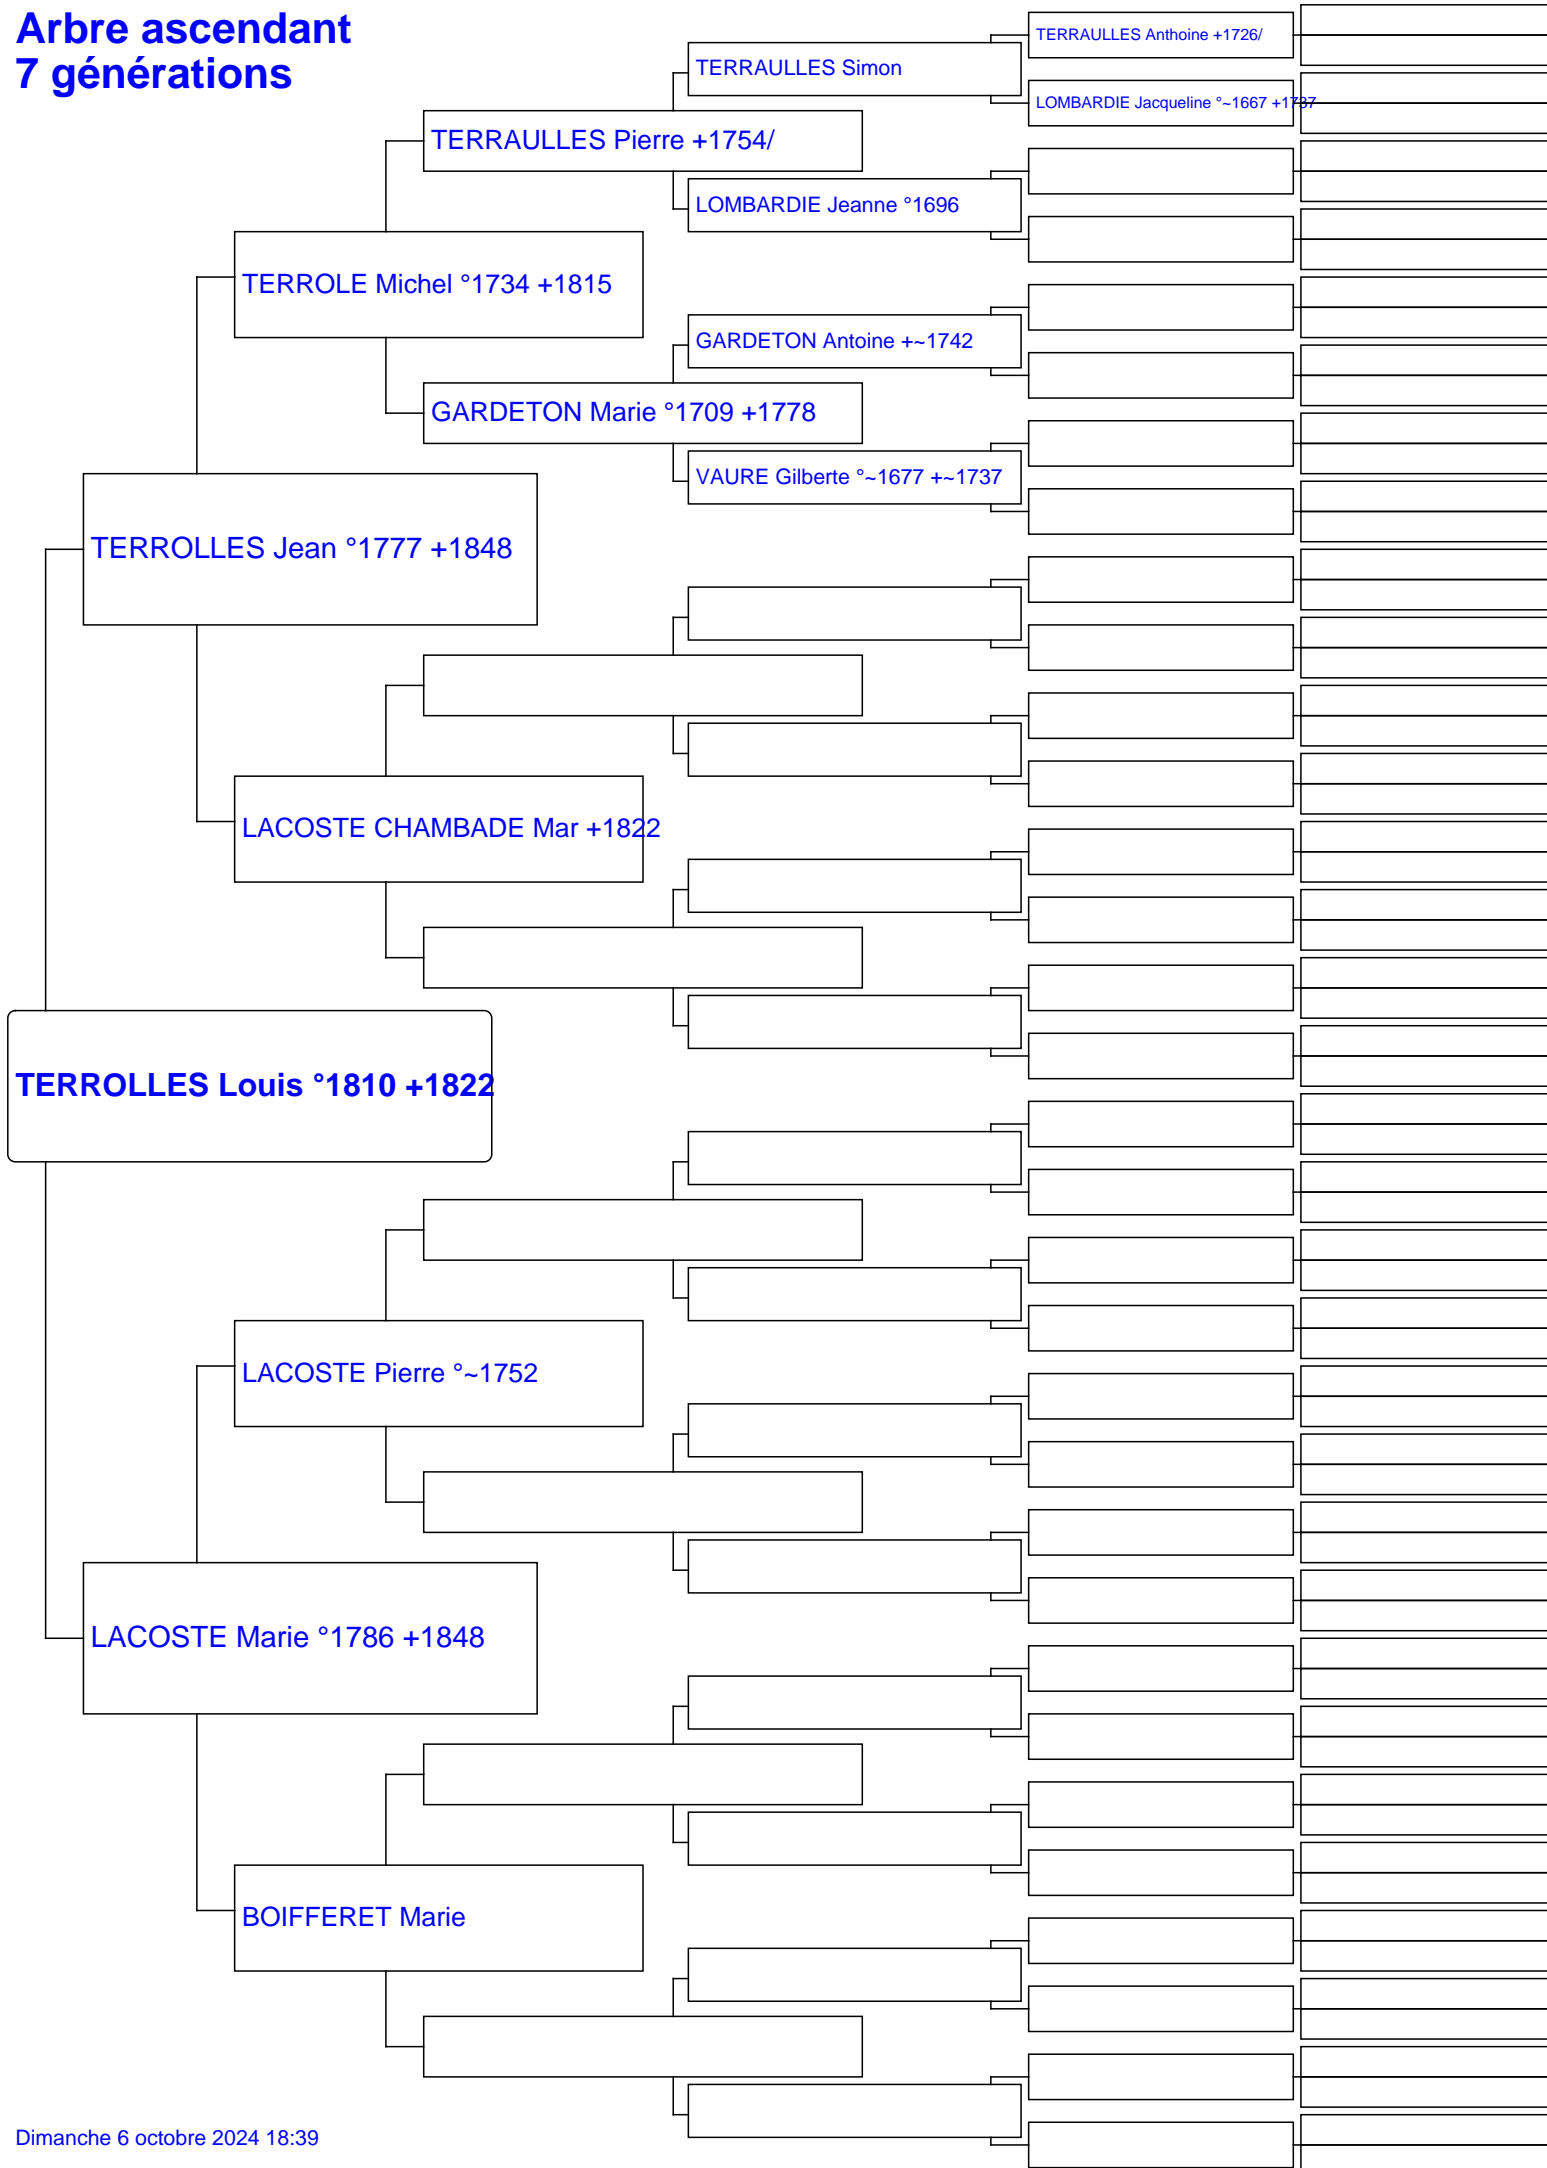 Arbre ascendant
7 générations
TERRAULLES Anthoine +1726/
TERRAULLES Simon
LOMBARDIE Jacqueline °~1667 +1737
TERRAULLES Pierre +1754/
LOMBARDIE Jeanne °1696
TERROLE Michel °1734 +1815
GARDETON Antoine +~1742
GARDETON Marie °1709 +1778
VAURE Gilberte °~1677 +~1737
TERROLLES Jean °1777 +1848
LACOSTE CHAMBADE Mar +1822
TERROLLES Louis °1810 +1822
LACOSTE Pierre °~1752
LACOSTE Marie °1786 +1848
BOIFFERET Marie
Dimanche 6 octobre 2024 18:39